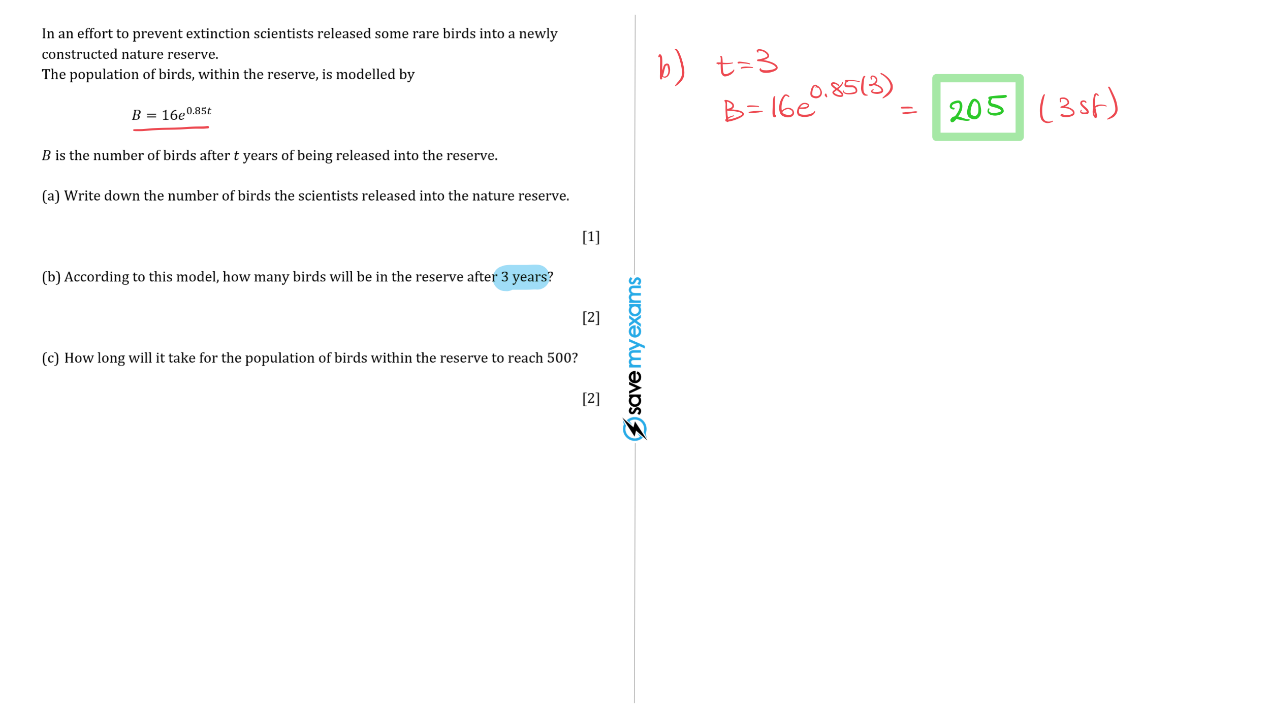 In an effort to prevent extinction scientists released some rare birds into a newly
constructed nature reserve.
The population of birds, within the reserve, is modelled by
B = 16e^{0.85t}
B is the number of birds after t years of being released into the reserve.
(a) Write down the number of birds the scientists released into the nature reserve.
[1]
(b) According to this model, how many birds will be in the reserve after 3 years?
[2]
(c) How long will it take for the population of birds within the reserve to reach 500?
[2]
save my exams
b) t=3
B=16e^{0.85(3)} = 205 (3sf)